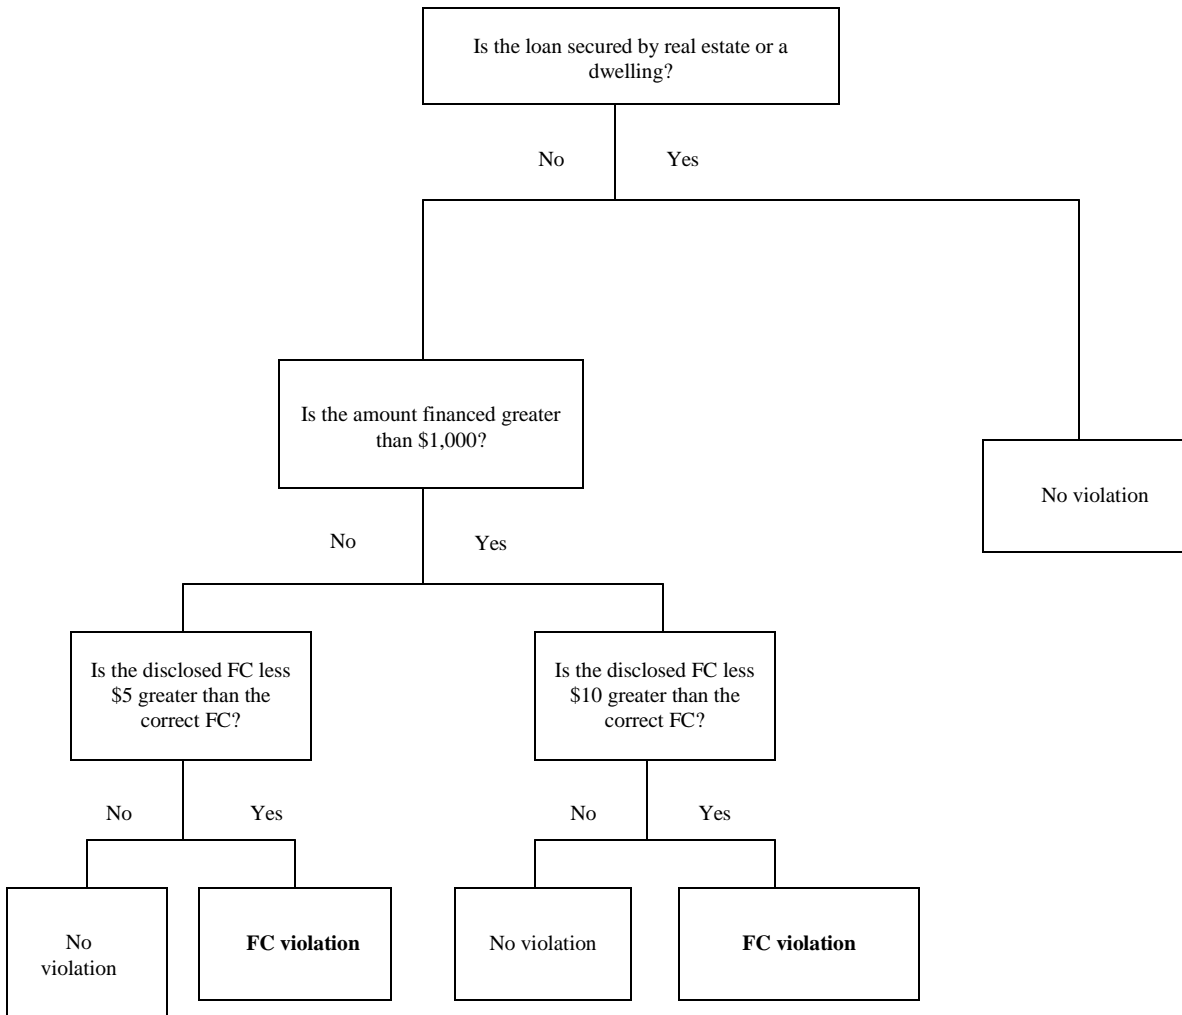 Is the loan secured by real estate or a
dwelling?
No
Yes
Is the amount financed greater
than $1,000?
No violation
No
Yes
Is the disclosed FC less
$5 greater than the
correct FC?
Is the disclosed FC less
$10 greater than the
correct FC?
No
Yes
No
Yes
No
violation
FC violation
No violation
FC violation